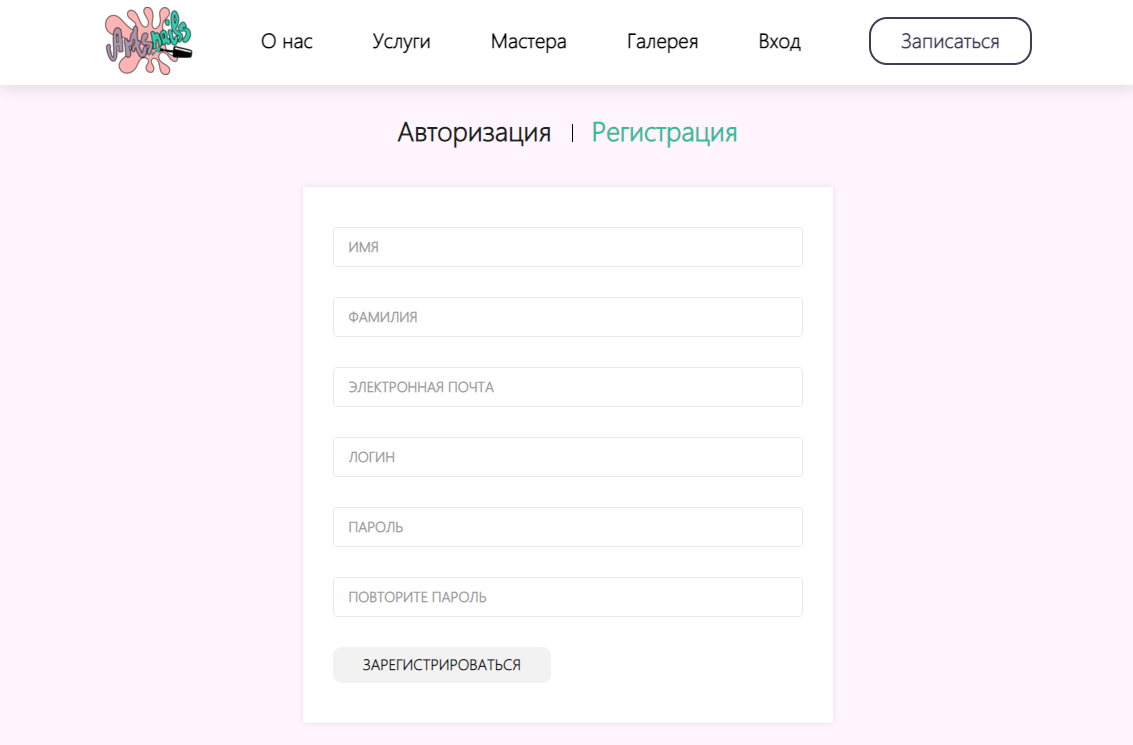 О нас Услуги Мастера Галерея Вход Записаться
Авторизация | Регистрация
ИМЯ
ФАМИЛИЯ
ЭЛЕКТРОННАЯ ПОЧТА
ЛОГИН
ПАРОЛЬ
ПОВТОРИТЕ ПАРОЛЬ
ЗАРЕГИСТРИРОВАТЬСЯ